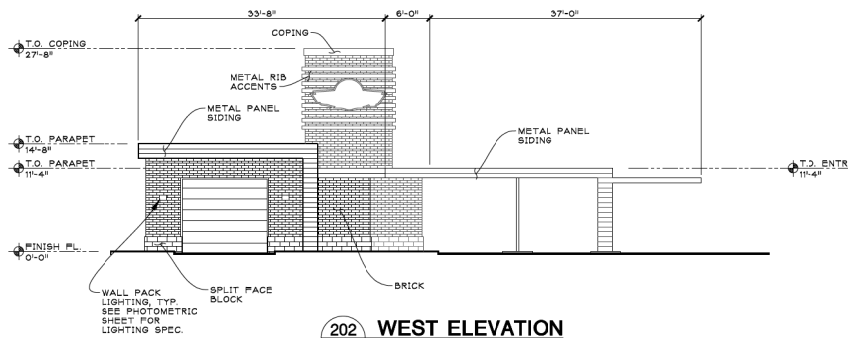 33'-8"
6'-0"
37'-0"
COPING
T.O. COPING
27'-8"
METAL RIB
ACCENTS
METAL PANEL
SIDING
METAL PANEL
SIDING
T.O. PARAPET
14'-8"
T.O. PARAPET
11'-4"
T.O. ENTR
11'-4"
FINISH FL.
0'-0"
WALL PACK
LIGHTING, TYP.
SEE PHOTOMETRIC
SHEET FOR
LIGHTING SPEC.
SPLIT FACE
BLOCK
BRICK
202 WEST ELEVATION